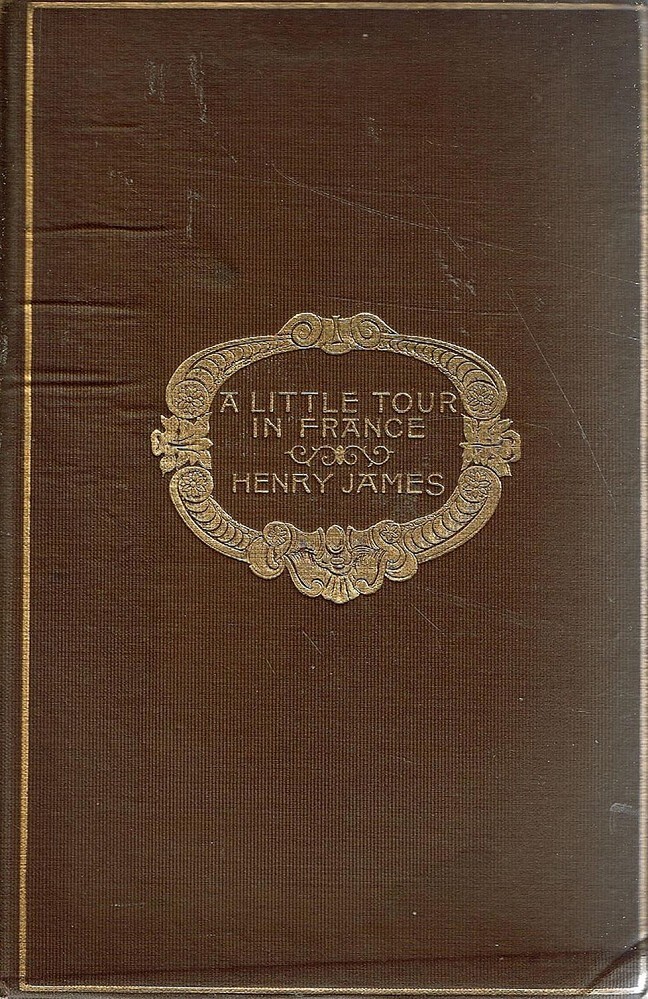 A LITTLE TOUR
IN FRANCE
HENRY JAMES